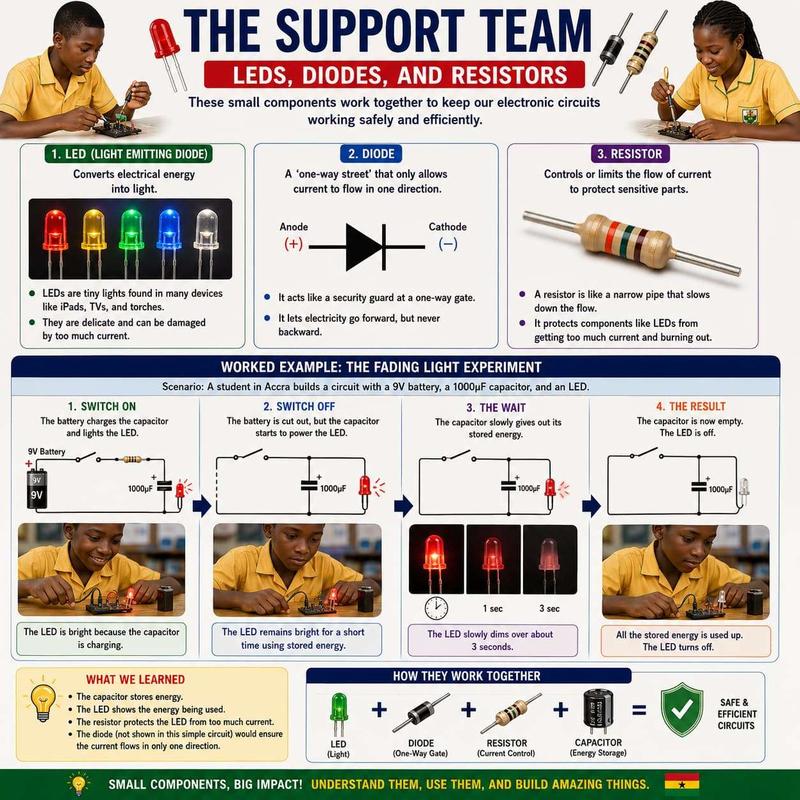 THE SUPPORT TEAM
LEDS, DIODES, AND RESISTORS
These small components work together to keep our electronic circuits
working safely and efficiently.
1. LED (LIGHT EMITTING DIODE)
Converts electrical energy
into light.
• LEDs are tiny lights found in many devices
like iPads, TVs, and torches.
• They are delicate and can be damaged
by too much current.
2. DIODE
A 'one-way street' that only allows
current to flow in one direction.
Anode
(+)
Cathode
(−)
• It acts like a security guard at a one-way gate.
• It lets electricity go forward, but never
backward.
3. RESISTOR
Controls or limits the flow of current
to protect sensitive parts.
• A resistor is like a narrow pipe that slows
down the flow.
• It protects components like LEDs from
getting too much current and burning out.
WORKED EXAMPLE: THE FADING LIGHT EXPERIMENT
Scenario: A student in Accra builds a circuit with a 9V battery, a 1000µF capacitor, and an LED.
1. SWITCH ON
The battery charges the capacitor
and lights the LED.
9V Battery
+
9V
9V
+
1000µF
The LED is bright because the capacitor
is charging.
2. SWITCH OFF
The battery is cut out, but the capacitor
starts to power the LED.
+
1000µF
The LED remains bright for a short
time using stored energy.
3. THE WAIT
The capacitor slowly gives out its
stored energy.
+
1000µF
1 sec
3 sec
The LED slowly dims over about
3 seconds.
4. THE RESULT
The capacitor is now empty.
The LED is off.
+
1000µF
All the stored energy is used up.
The LED turns off.
WHAT WE LEARNED
• The capacitor stores energy.
• The LED shows the energy being used.
• The resistor protects the LED from too much current.
• The diode (not shown in this simple circuit) would ensure
the current flows in only one direction.
HOW THEY WORK TOGETHER
LED
(Light)
+
DIODE
(One-Way Gate)
+
RESISTOR
(Current Control)
+
CAPACITOR
(Energy Storage)
=
SAFE &
EFFICIENT
CIRCUITS
SMALL COMPONENTS, BIG IMPACT! UNDERSTAND THEM, USE THEM, AND BUILD AMAZING THINGS.